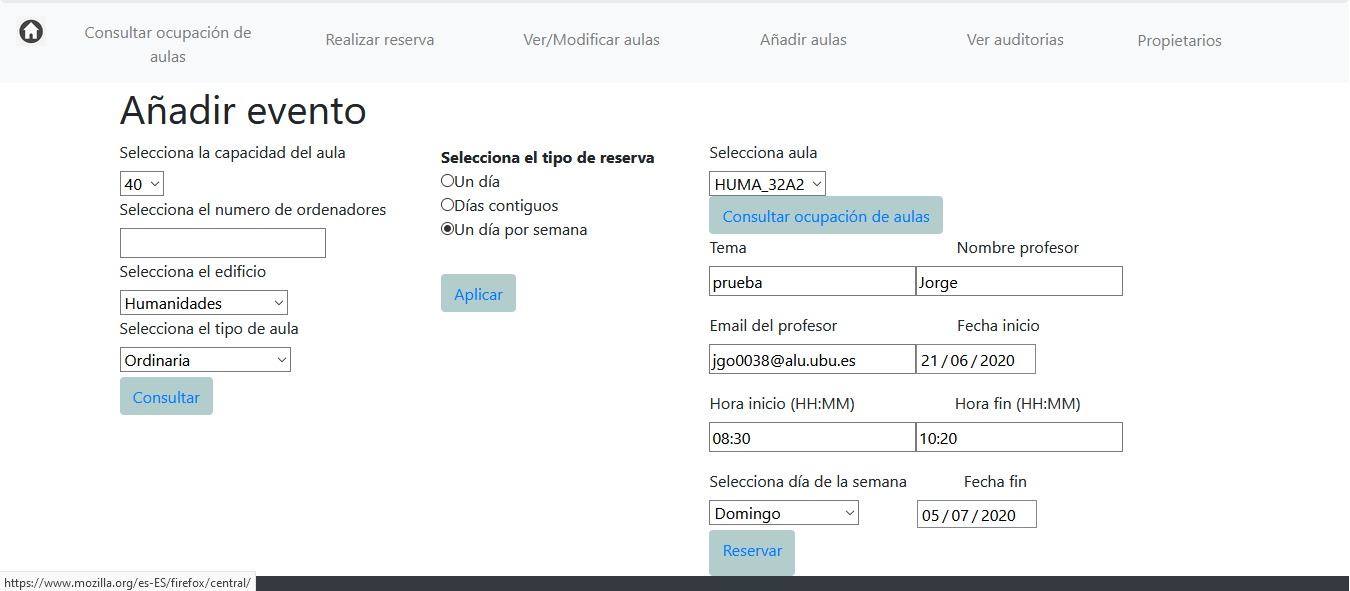 Consultar ocupación de
aulas
Realizar reserva
Ver/Modificar aulas
Añadir aulas
Ver auditorias
Propietarios
Añadir evento
Selecciona la capacidad del aula
40
Selecciona el numero de ordenadores
Selecciona el edificio
Humanidades
Selecciona el tipo de aula
Ordinaria
Consultar
Selecciona el tipo de reserva
Un día
Días contiguos
Un día por semana
Aplicar
Selecciona aula
HUMA_32A2
Consultar ocupación de aulas
Tema Nombre profesor
prueba Jorge
Email del profesor Fecha inicio
jgo0038@alu.ubu.es 21 / 06 / 2020
Hora inicio (HH:MM) Hora fin (HH:MM)
08:30 10:20
Selecciona día de la semana Fecha fin
Domingo 05 / 07 / 2020
Reservar
https://www.mozilla.org/es-ES/firefox/central/